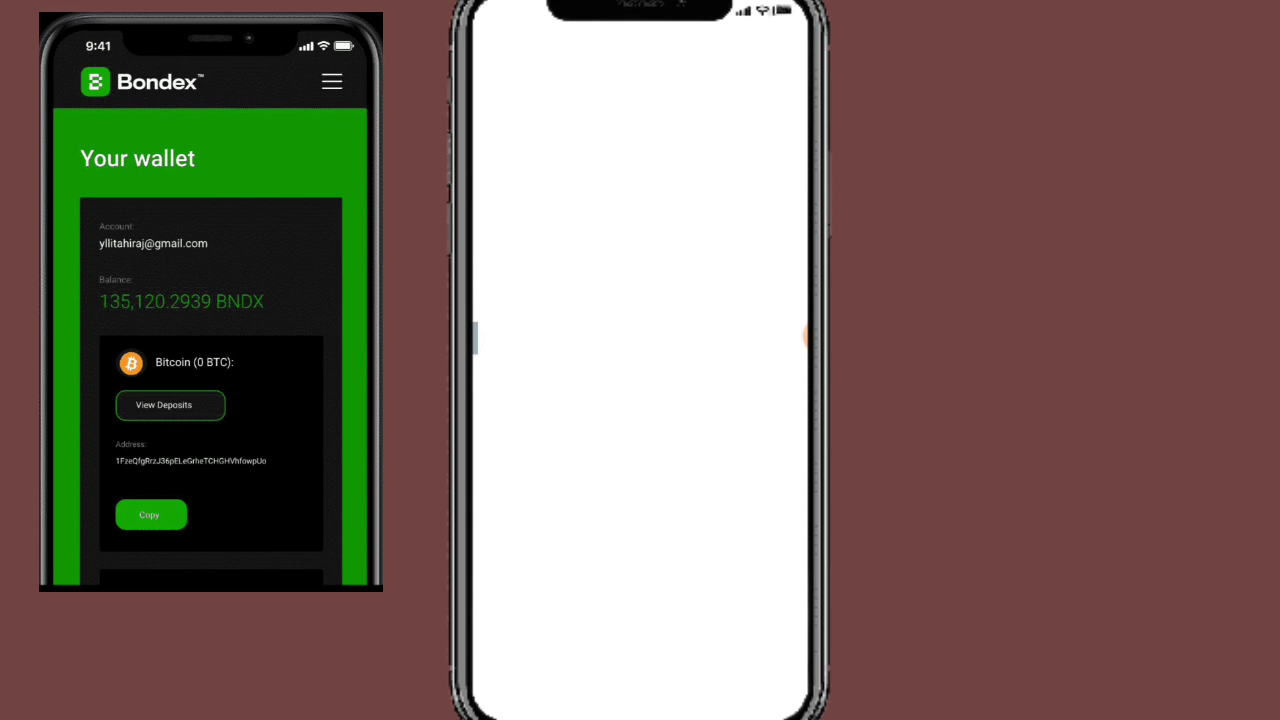 9:41
Bondex™
Your wallet
Account:
yllitahiraj@gmail.com
Balance:
135,120.2939 BNDX
Bitcoin (0 BTC):
View Deposits
Address:
1FzeQfgRrzJ36pELeGrheTCHGHVhfowpUo
Copy